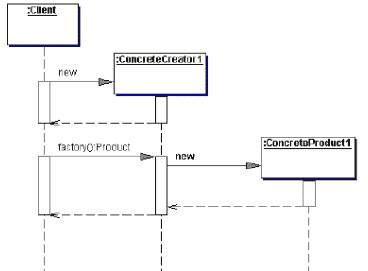 :Client
new
:ConcreteCreator1
factory():Product
new
:ConcreteProduct1